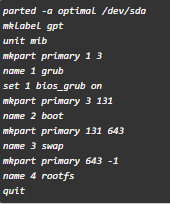 parted -a optimal /dev/sda
mklabel gpt
unit mib
mkpart primary 1 3
name 1 grub
set 1 bios_grub on
mkpart primary 3 131
name 2 boot
mkpart primary 131 643
name 3 swap
mkpart primary 643 -1
name 4 rootfs
quit